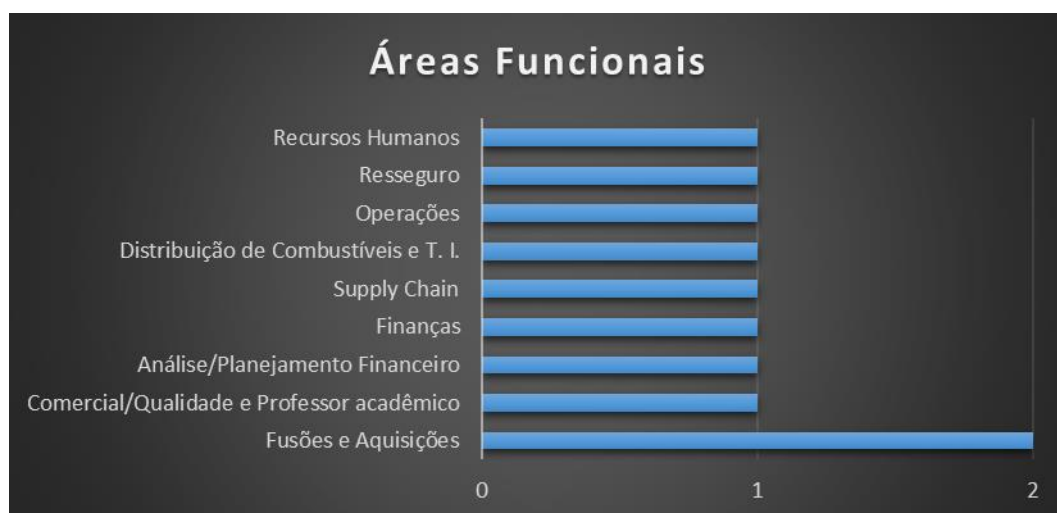 Áreas Funcionais
Recursos Humanos
Resseguro
Operações
Distribuição de Combustíveis e T. I.
Supply Chain
Finanças
Análise/Planejamento Financeiro
Comercial/Qualidade e Professor acadêmico
Fusões e Aquisições
0 1 2